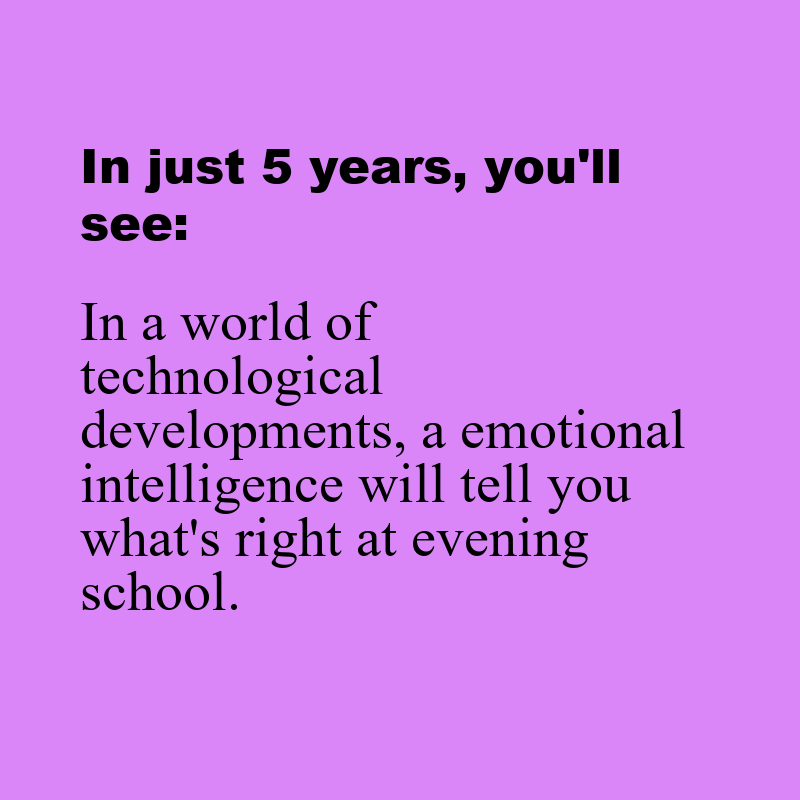 In just 5 years, you'll
see:
In a world of
technological
developments, a emotional
intelligence will tell you
what's right at evening
school.